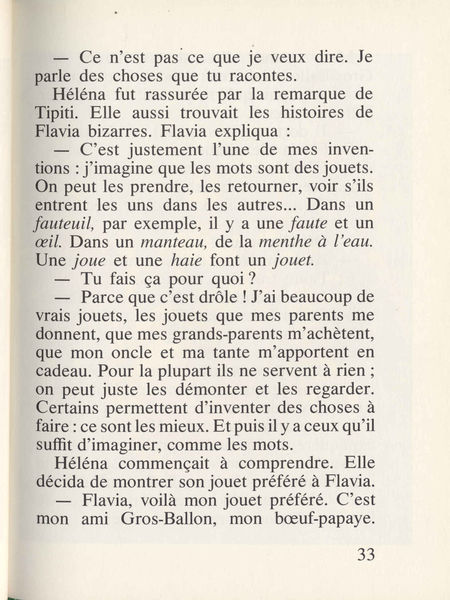 — Ce n'est pas ce que je veux dire. Je
parle des choses que tu racontes.
Héléna fut rassurée par la remarque de
Tipiti. Elle aussi trouvait les histoires de
Flavia bizarres. Flavia expliqua :
— C'est justement l'une de mes inven-
tions : j'imagine que les mots sont des jouets.
On peut les prendre, les retourner, voir s'ils
entrent les uns dans les autres... Dans un
fauteuil, par exemple, il y a une faute et un
œil. Dans un manteau, de la menthe à l'eau.
Une joue et une haie font un jouet.
— Tu fais ça pour quoi ?
— Parce que c'est drôle ! J'ai beaucoup de
vrais jouets, les jouets que mes parents me
donnent, que mes grands-parents m'achètent,
que mon oncle et ma tante m'apportent en
cadeau. Pour la plupart ils ne servent à rien ;
on peut juste les démonter et les regarder.
Certains permettent d'inventer des choses à
faire : ce sont les mieux. Et puis il y a ceux qu'il
suffit d'imaginer, comme les mots.
Héléna commençait à comprendre. Elle
décida de montrer son jouet préféré à Flavia.
— Flavia, voilà mon jouet préféré. C'est
mon ami Gros-Ballon, mon bœuf-papaye.
33